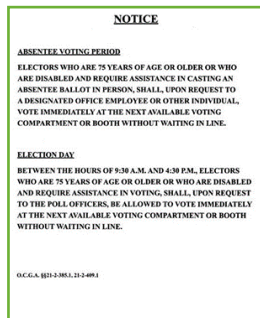 NOTICE
ABSENTEE VOTING PERIOD
ELECTORS WHO ARE 75 YEARS OF AGE OR OLDER OR WHO
ARE DISABLED AND REQUIRE ASSISTANCE IN CASTING AN
ABSENTEE BALLOT IN PERSON, SHALL, UPON REQUEST TO
A DESIGNATED OFFICE EMPLOYEE OR OTHER INDIVIDUAL,
VOTE IMMEDIATELY AT THE NEXT AVAILABLE VOTING
COMPARTMENT OR BOOTH WITHOUT WAITING IN LINE.
ELECTION DAY
BETWEEN THE HOURS OF 9:30 A.M. AND 4:30 P.M., ELECTORS
WHO ARE 75 YEARS OF AGE OR OLDER OR WHO ARE DISABLED
AND REQUIRE ASSISTANCE IN VOTING, SHALL, UPON REQUEST
TO THE POLL OFFICERS, BE ALLOWED TO VOTE IMMEDIATELY
AT THE NEXT AVAILABLE VOTING COMPARTMENT OR BOOTH
WITHOUT WAITING IN LINE.
O.C.G.A. §§21-2-385.1, 21-2-409.1